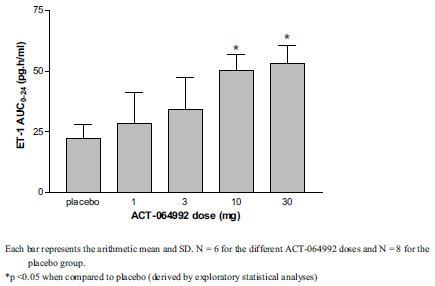 75
50
25
0
ET-1 AUC0-24 (pg.h/ml)
* *
placebo 1 3 10 30
ACT-064992 dose (mg)
Each bar represents the arithmetic mean and SD. N = 6 for the different ACT-064992 doses and N = 8 for the
placebo group.
*p <0.05 when compared to placebo (derived by exploratory statistical analyses)